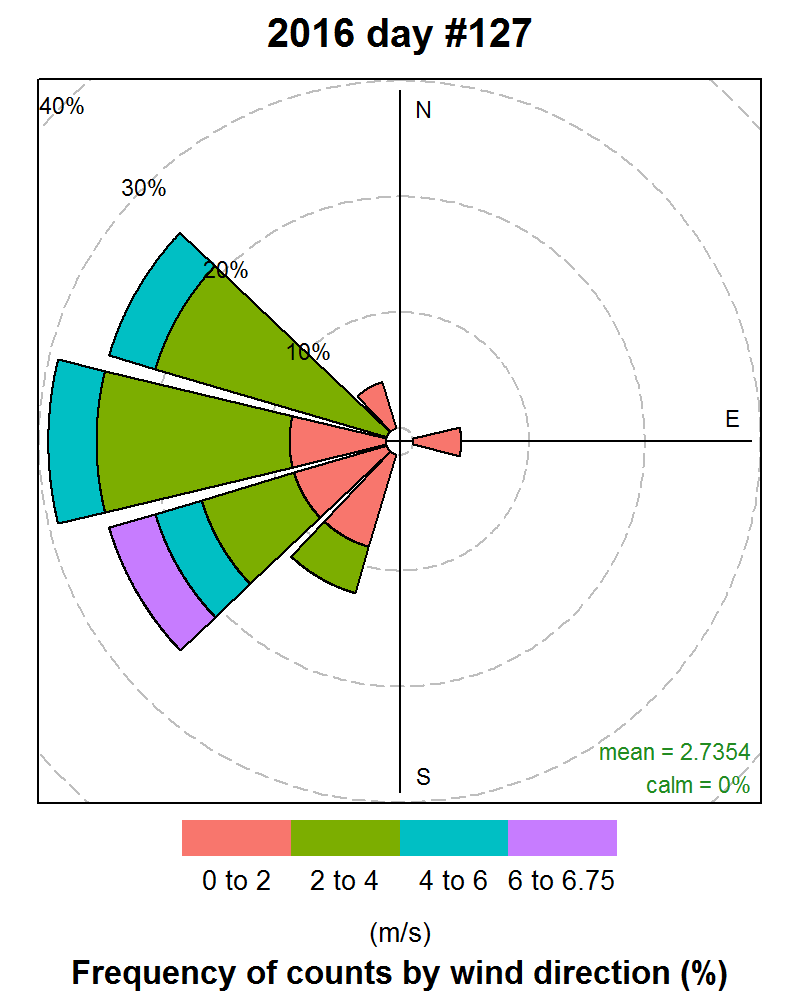 2016 day #127
40%
N
30%
20%
10%
E
mean = 2.7354
S
calm = 0%
0 to 2
2 to 4
4 to 6
6 to 6.75
(m/s)
Frequency of counts by wind direction (%)